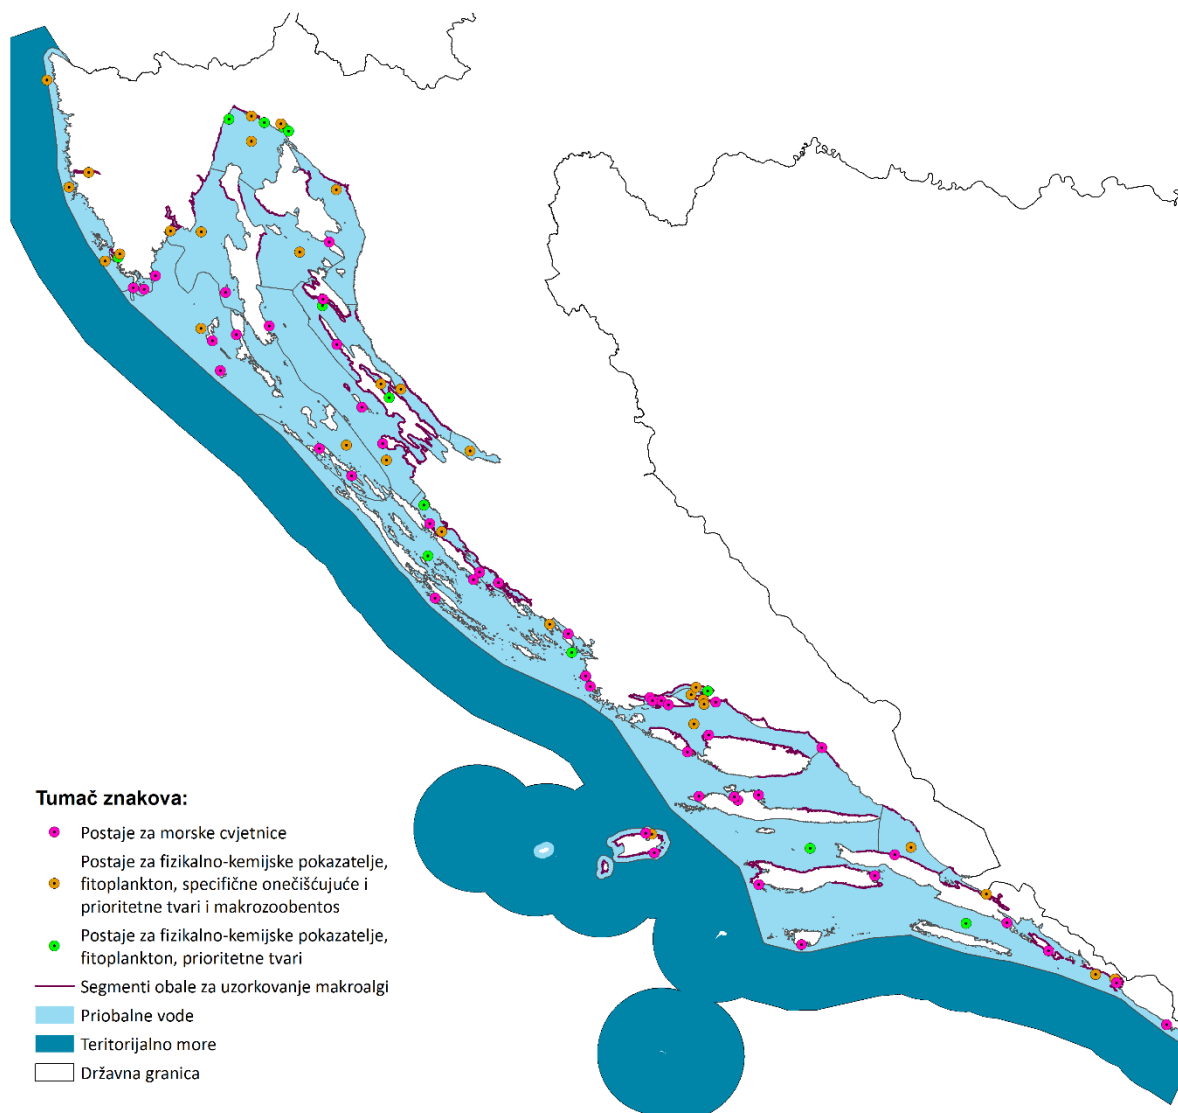 Tumač znakova:
Postaje za morske cvjetnice
Postaje za fizikalno-kemijske pokazatelje,
fitoplankton, specifične onečišćujuće i
prioritetne tvari i makrozoobentos
Postaje za fizikalno-kemijske pokazatelje,
fitoplankton, prioritetne tvari
Segmenti obale za uzorkovanje makroalgi
Priobalne vode
Teritorijalno more
Državna granica